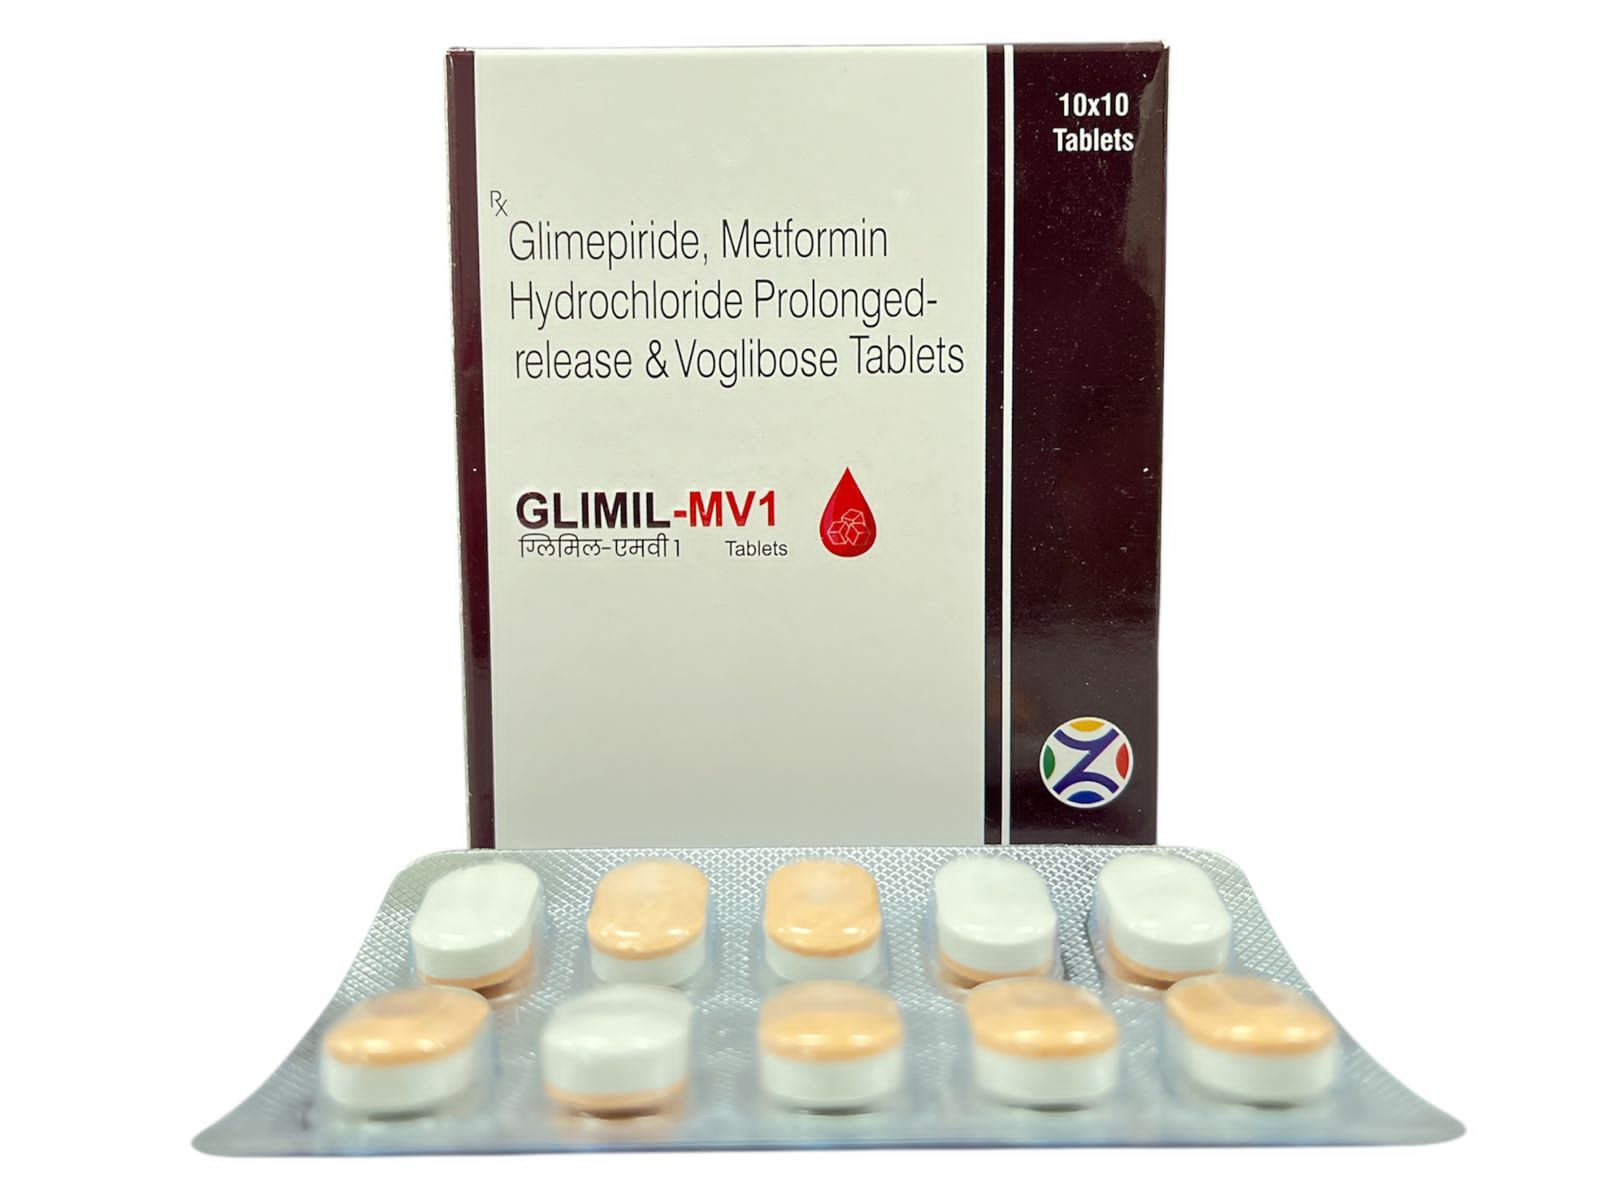 10x10
Tablets
Rx
Glimepiride, Metformin
Hydrochloride Prolonged-
release & Voglibose Tablets
GLIMIL-MV1
ग्लिमिल-एमवी 1 Tablets